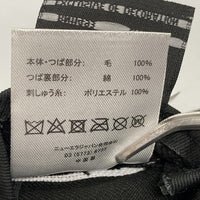 本体・つば部分： 毛 100%
つば裏部分： 綿 100%
刺しゅう糸： ポリエステル 100%
ニューエラジャパン合同会社
中国製